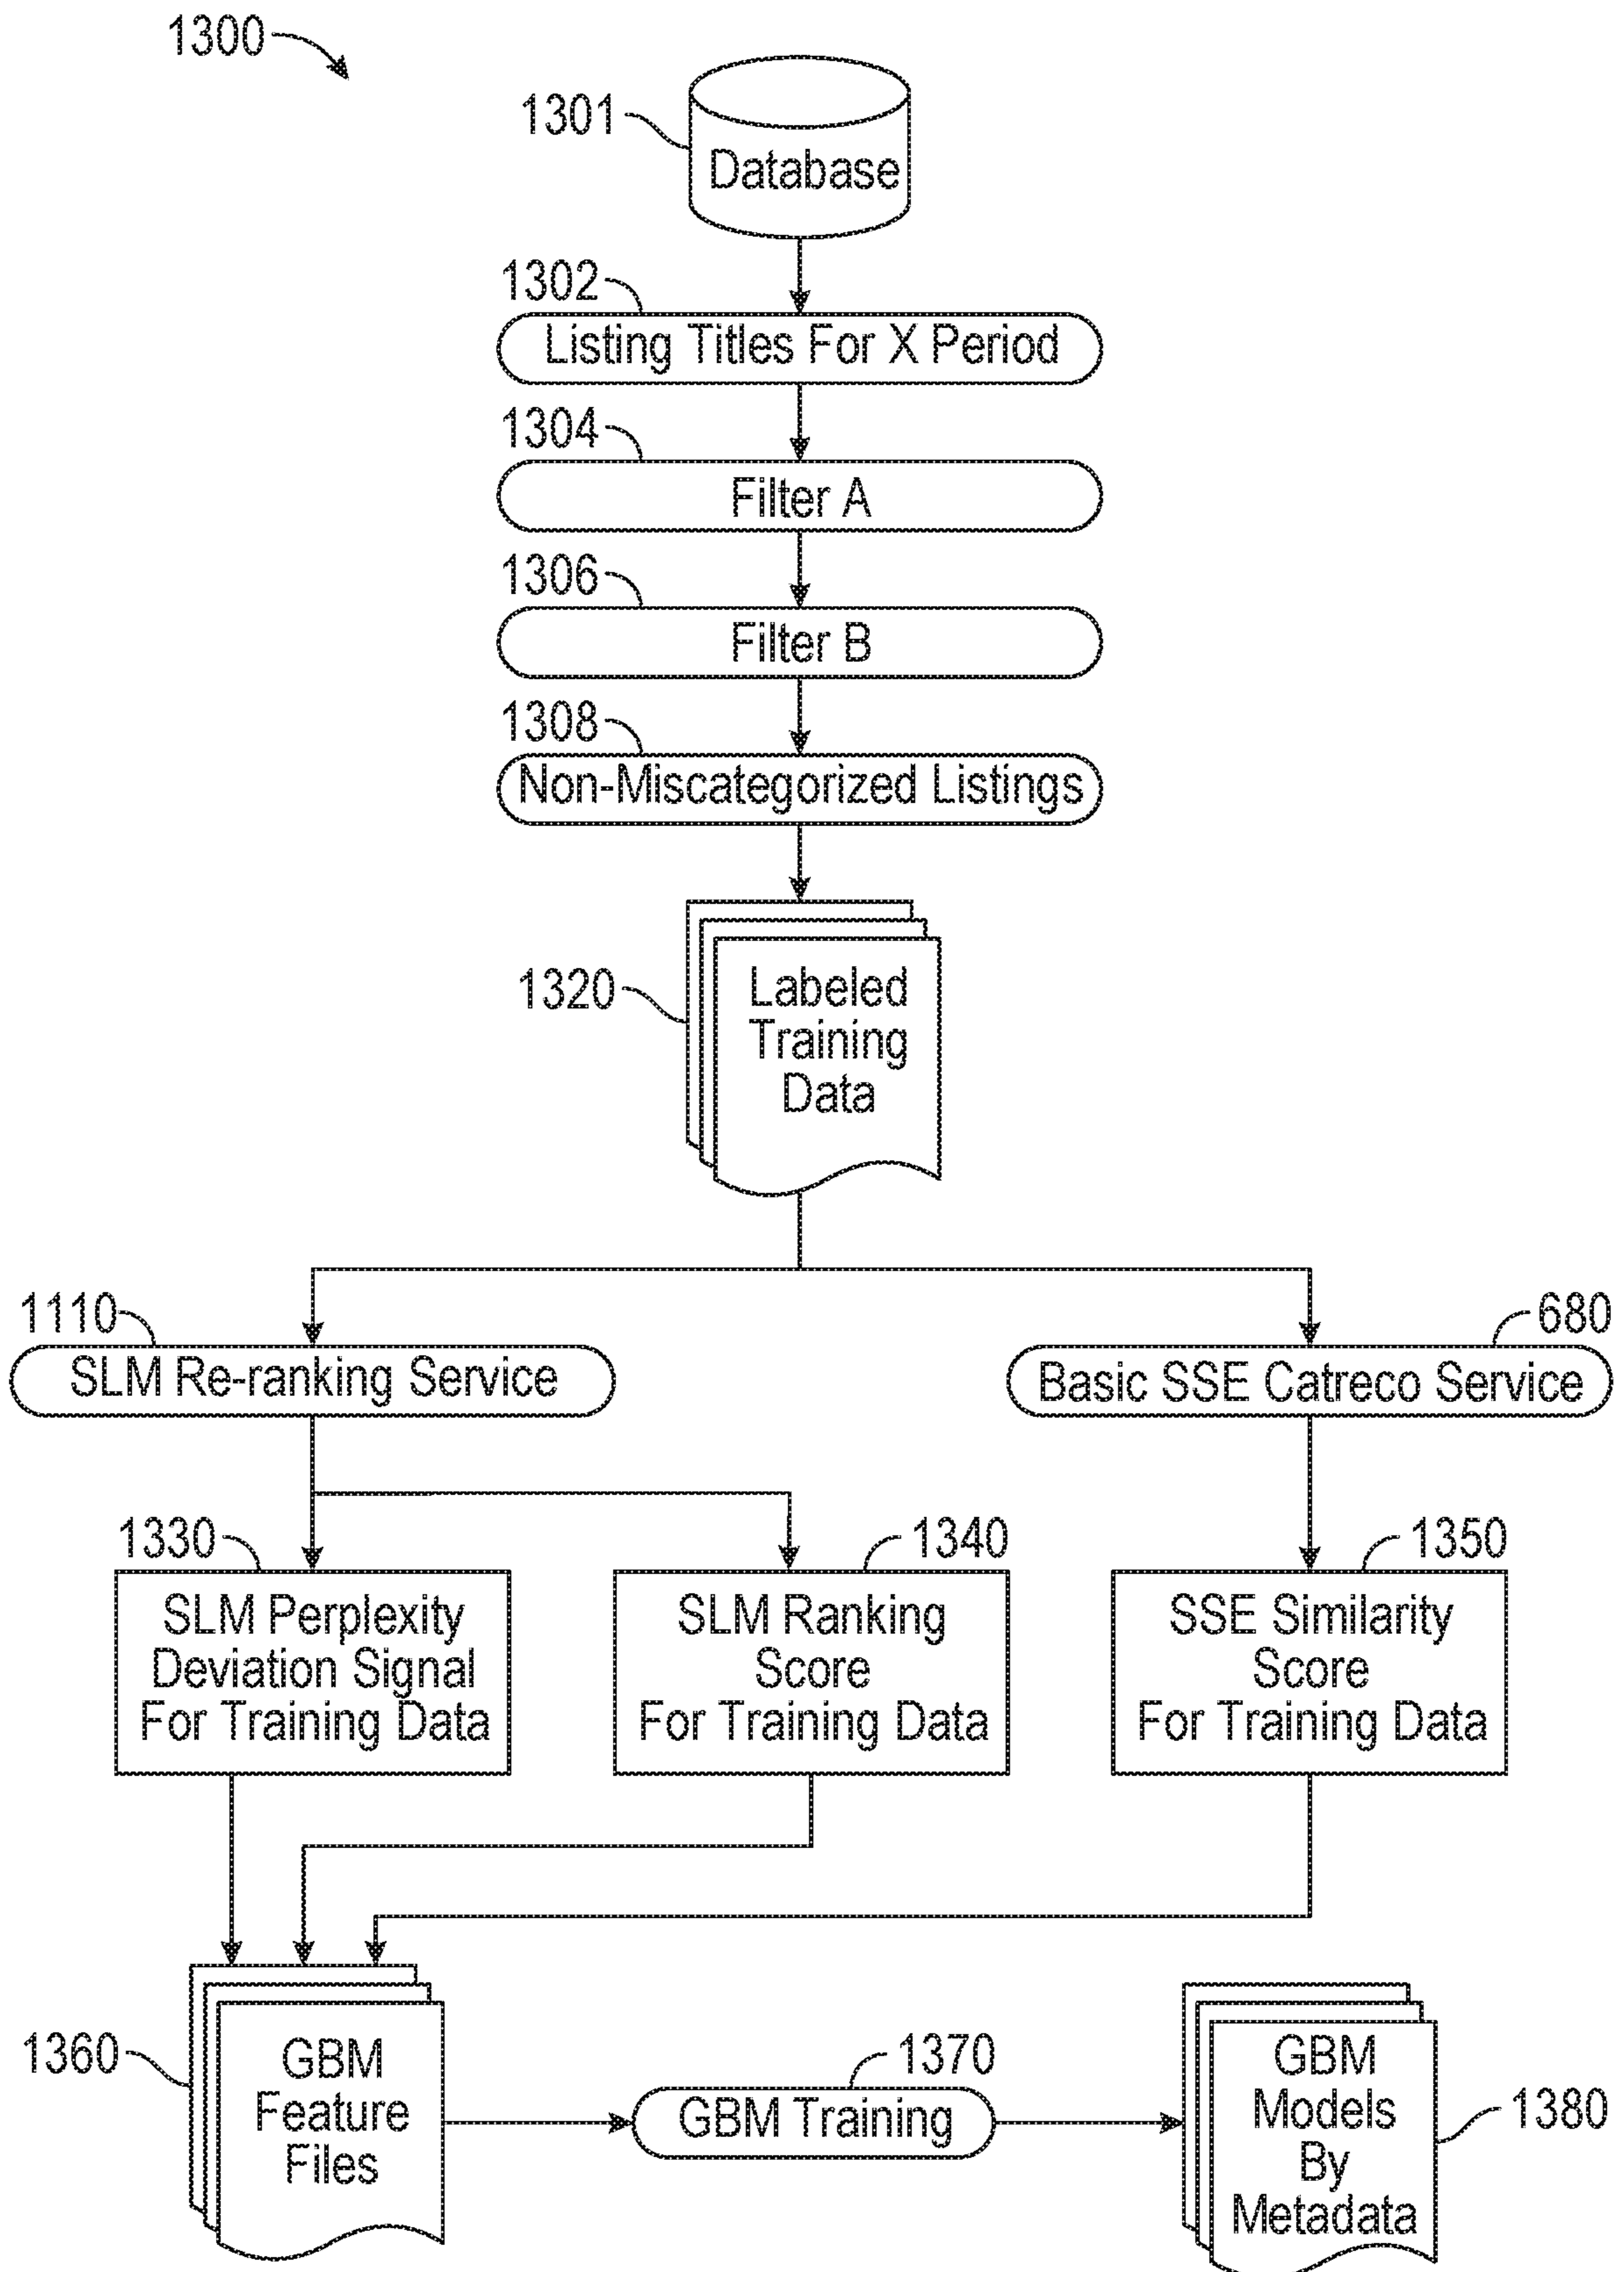 1300
1301
Database
1302
Listing Titles For X Period
1304
Filter A
1306
Filter B
1308
Non-Miscategorized Listings
1320
Labeled
Training
Data
1110
SLM Re-ranking Service
680
Basic SSE Catreco Service
1330
SLM Perplexity
Deviation Signal
For Training Data
1340
SLM Ranking
Score
For Training Data
1350
SSE Similarity
Score
For Training Data
1360
GBM
Feature
Files
1370
GBM Training
GBM
Models
By
Metadata
1380